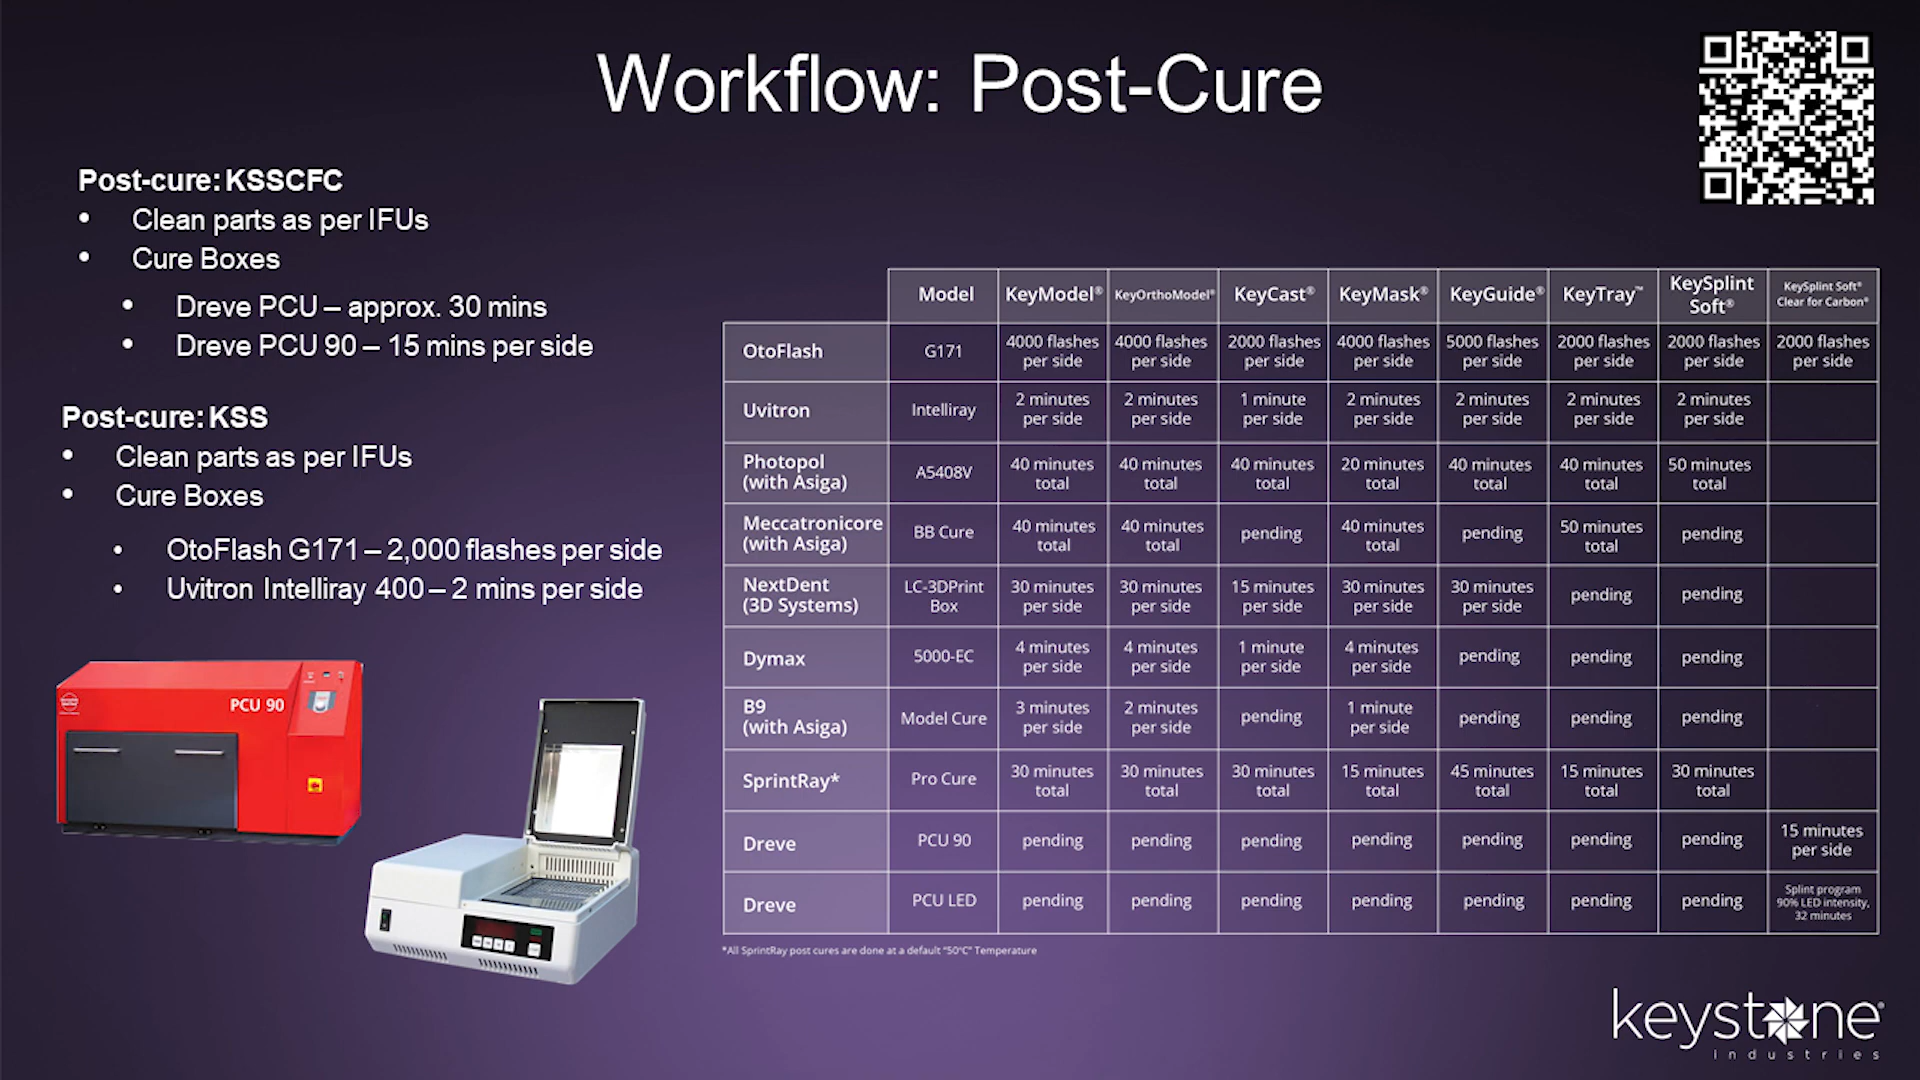 Workflow: Post-Cure
Post-cure: KSSCFC
• Clean parts as per IFUs
• Cure Boxes
• Dreve PCU – approx. 30 mins
• Dreve PCU 90 – 15 mins per side
Post-cure: KSS
• Clean parts as per IFUs
• Cure Boxes
• OtoFlash G171 – 2,000 flashes per side
• Uvitron Intelliray 400 – 2 mins per side
PCU 90
Model KeyModel® KeyOrthoModel® KeyCast® KeyMask® KeyGuide® KeyTray™ KeySplint Soft® KeySplint Soft® Clear for Carbon®
OtoFlash G171 4000 flashes per side 4000 flashes per side 2000 flashes per side 4000 flashes per side 5000 flashes per side 2000 flashes per side 2000 flashes per side 2000 flashes per side
Uvitron Intelliray 2 minutes per side 2 minutes per side 1 minute per side 2 minutes per side 2 minutes per side 2 minutes per side 2 minutes per side
Photopol (with Asiga) A5408V 40 minutes total 40 minutes total 40 minutes total 20 minutes total 40 minutes total 40 minutes total 50 minutes total
Meccatronicore (with Asiga) BB Cure 40 minutes total 40 minutes total pending 40 minutes total pending 50 minutes total pending
NextDent (3D Systems) LC-3DPrint Box 30 minutes per side 30 minutes per side 15 minutes per side 30 minutes per side 30 minutes per side pending pending
Dymax 5000-EC 4 minutes per side 4 minutes per side 1 minute per side 4 minutes per side pending pending pending
B9 (with Asiga) Model Cure 3 minutes per side 2 minutes per side pending 1 minute per side pending pending pending
SprintRay* Pro Cure 30 minutes total 30 minutes total 30 minutes total 15 minutes total 45 minutes total 15 minutes total 30 minutes total
Dreve PCU 90 pending pending pending pending pending pending pending 15 minutes per side
Dreve PCU LED pending pending pending pending pending pending pending Splint program 90% LED intensity, 32 minutes
*All SprintRay post cures are done at a default "50°C" Temperature
keystone®
industries